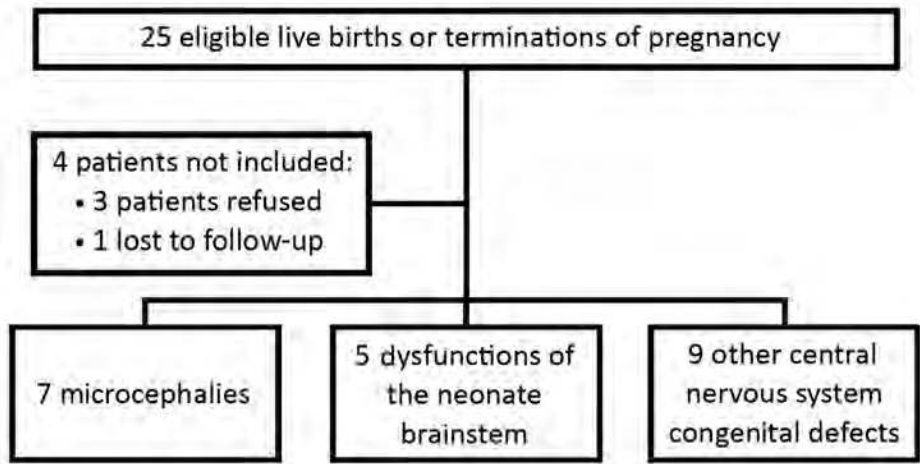 25 eligible live births or terminations of pregnancy
4 patients not included:
• 3 patients refused
• 1 lost to follow-up
7 microcephalies
5 dysfunctions of
the neonate
brainstem
9 other central
nervous system
congenital defects